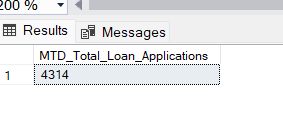 200 %
Results Messages
MTD_Total_Loan_Applications
1 4314